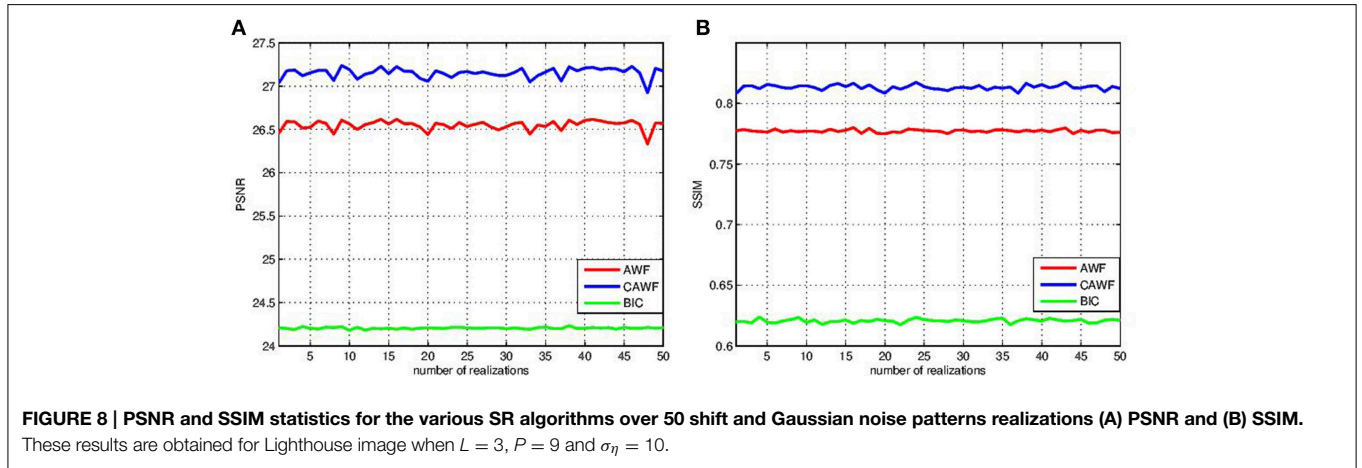 A
27.5
27
26.5
26
25.5
25
24.5
24
PSNR
5 10 15 20 25 30 35 40 45 50
number of realizations
AWF
CAWF
BIC
B
0.8
0.75
0.7
0.65
0.6
SSIM
5 10 15 20 25 30 35 40 45 50
number of realizations
AWF
CAWF
BIC
FIGURE 8 | PSNR and SSIM statistics for the various SR algorithms over 50 shift and Gaussian noise patterns realizations (A) PSNR and (B) SSIM.
These results are obtained for Lighthouse image when L = 3, P = 9 and ση = 10.